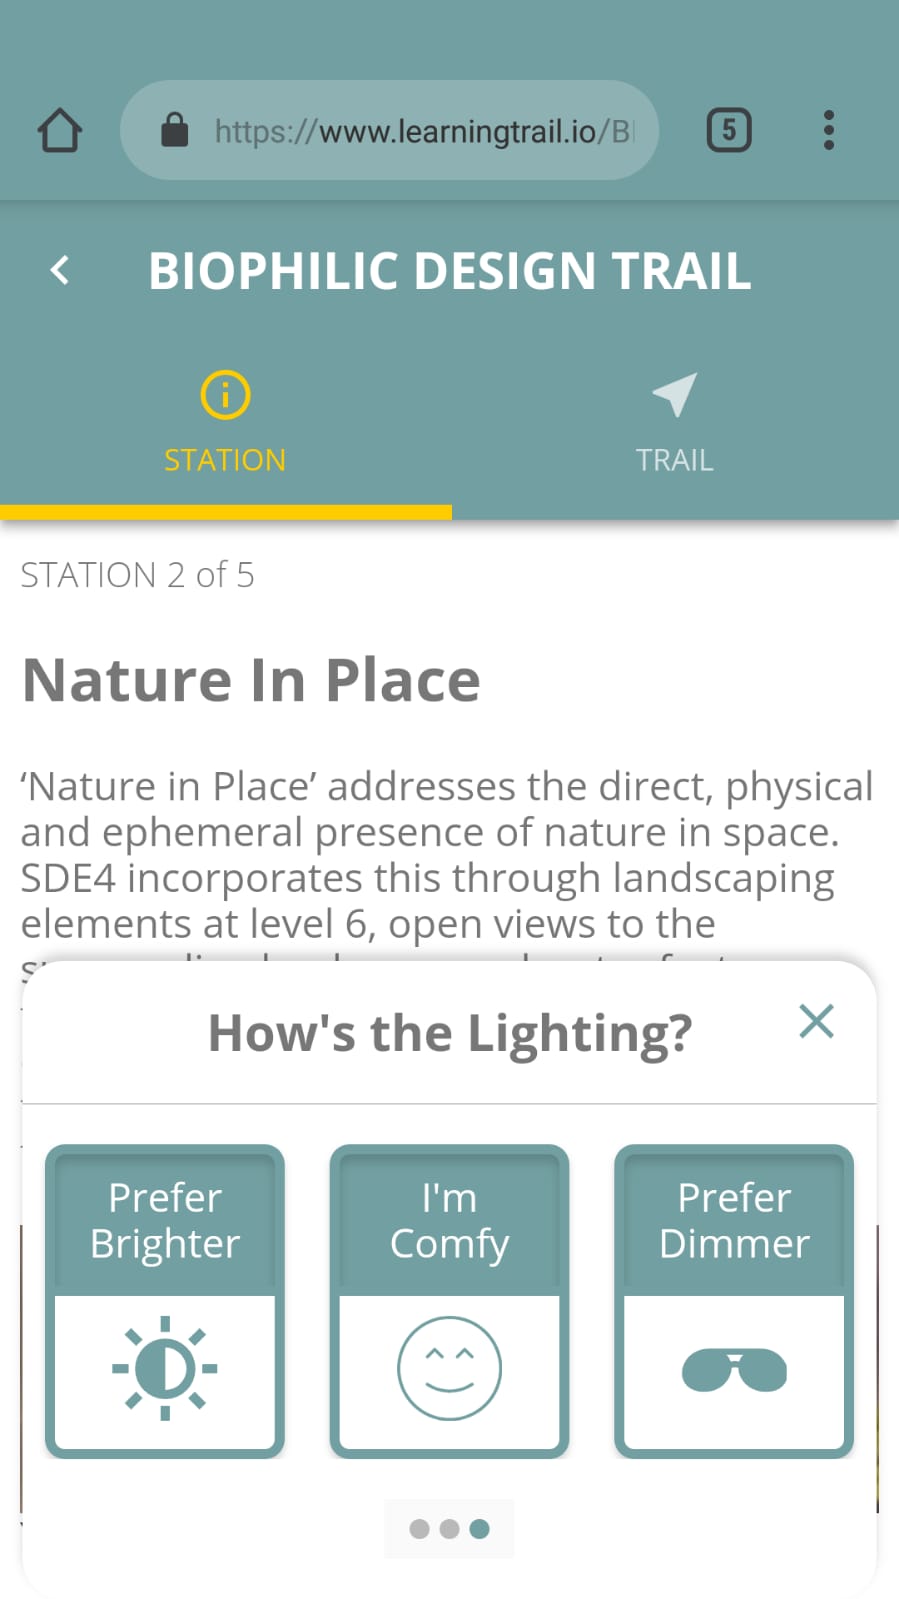 https://www.learningtrail.io/B
5
BIOPHILIC DESIGN TRAIL
STATION
TRAIL
STATION 2 of 5
Nature In Place
‘Nature in Place’ addresses the direct, physical
and ephemeral presence of nature in space.
SDE4 incorporates this through landscaping
elements at level 6, open views to the
How's the Lighting?
Prefer
Brighter
I'm
Comfy
Prefer
Dimmer